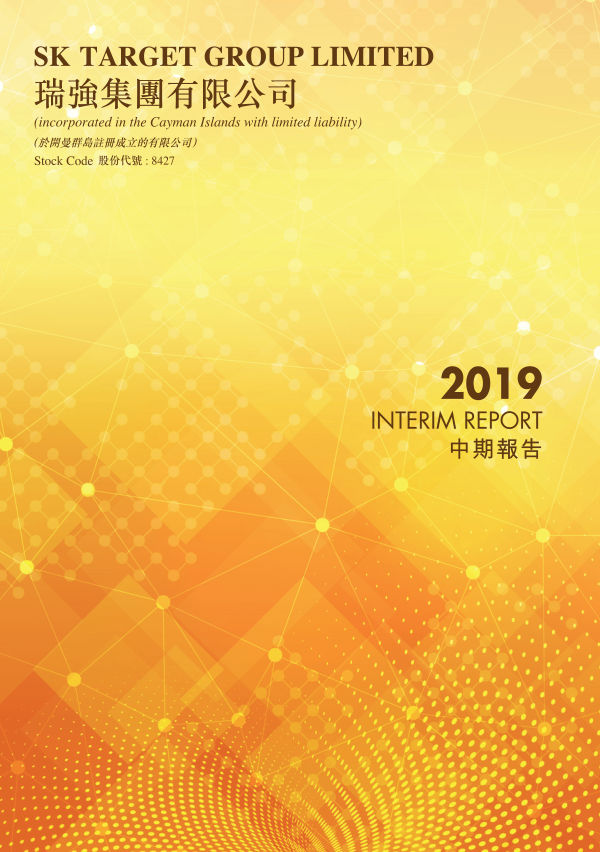 SK TARGET GROUP LIMITED
瑞強集團有限公司
(incorporated in the Cayman Islands with limited liability)
(於開曼群島註冊成立的有限公司)
Stock Code 股份代號 : 8427
2019
INTERIM REPORT
中期報告